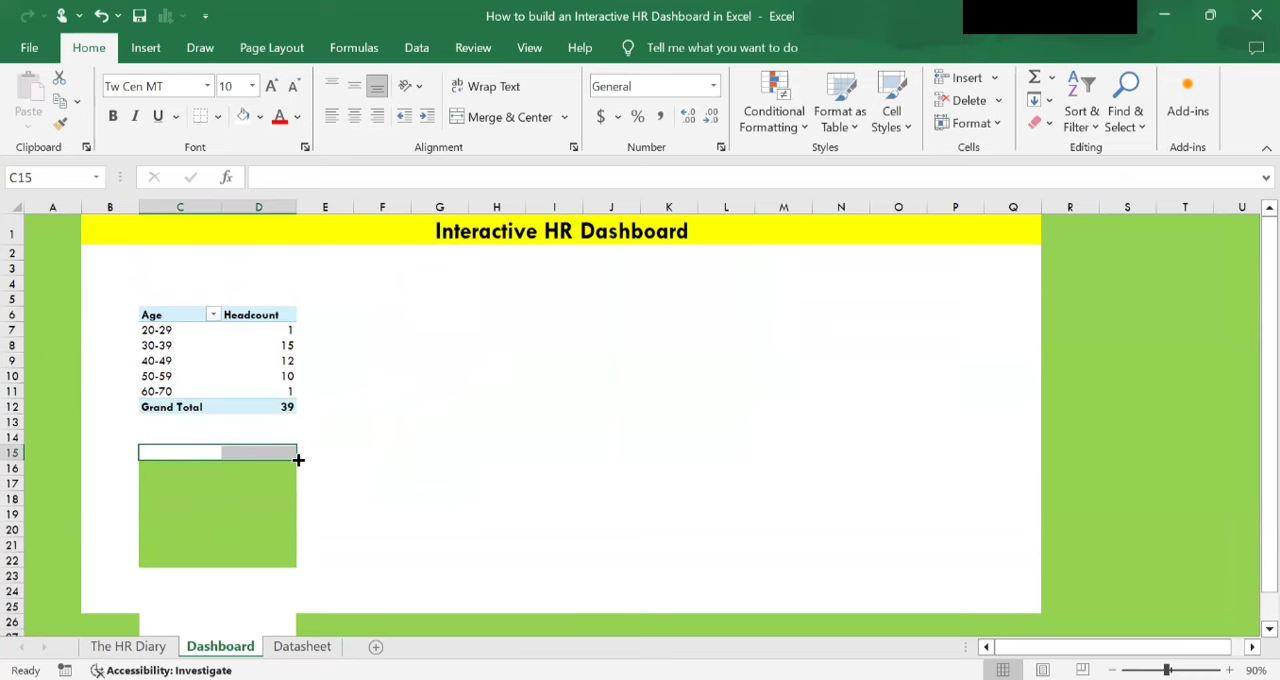 How to build an Interactive HR Dashboard in Excel - Excel
File Home Insert Draw Page Layout Formulas Data Review View Help Tell me what you want to do
Paste
Clipboard
Tw Cen MT 10
B I U
Font
Wrap Text
Merge & Center
Alignment
General
$ % ,
Number
Conditional Formatting
Format as Table
Cell Styles
Styles
Insert
Delete
Format
Cells
Sort & Filter
Find & Select
Editing
Add-ins
Add-ins
C15 fx
A B C D E F G H I J K L M N O P Q R S T U
1 Interactive HR Dashboard
2
3
4
5
6 Age Headcount
7 20-29 1
8 30-39 15
9 40-49 12
10 50-59 10
11 60-70 1
12 Grand Total 39
13
14
15
16
17
18
19
20
21
22
23
24
25
26
The HR Diary Dashboard Datasheet
Ready Accessibility: Investigate 90%